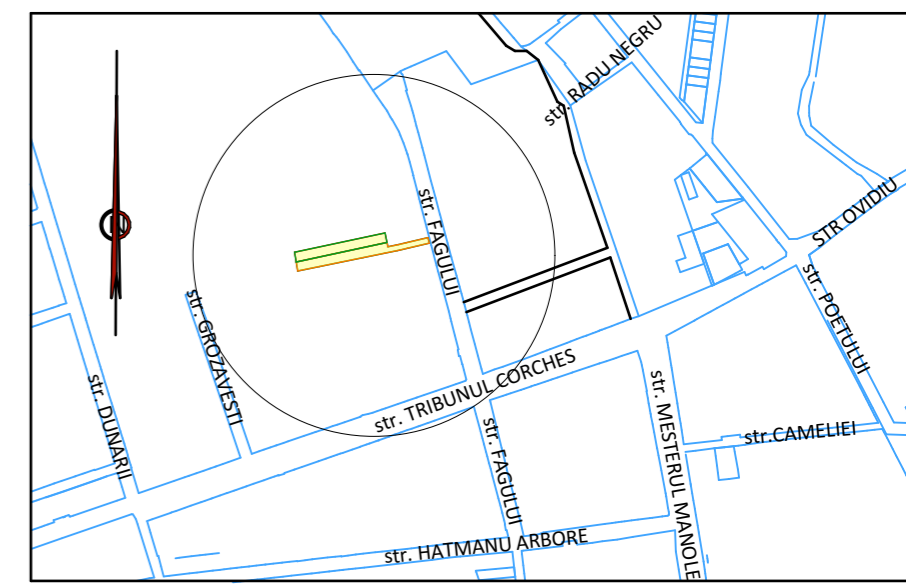 str. RADU NEGRU
STR OVIDIU
str. FAGULUI
str. GROZAVESTI
str. POETULUI
str. TRIBUNUL CORCHES
str. DUNARII
str. MESTERUL MANOLE
str. FAGULUI
str.CAMELIEI
str. HATMANU ARBORE